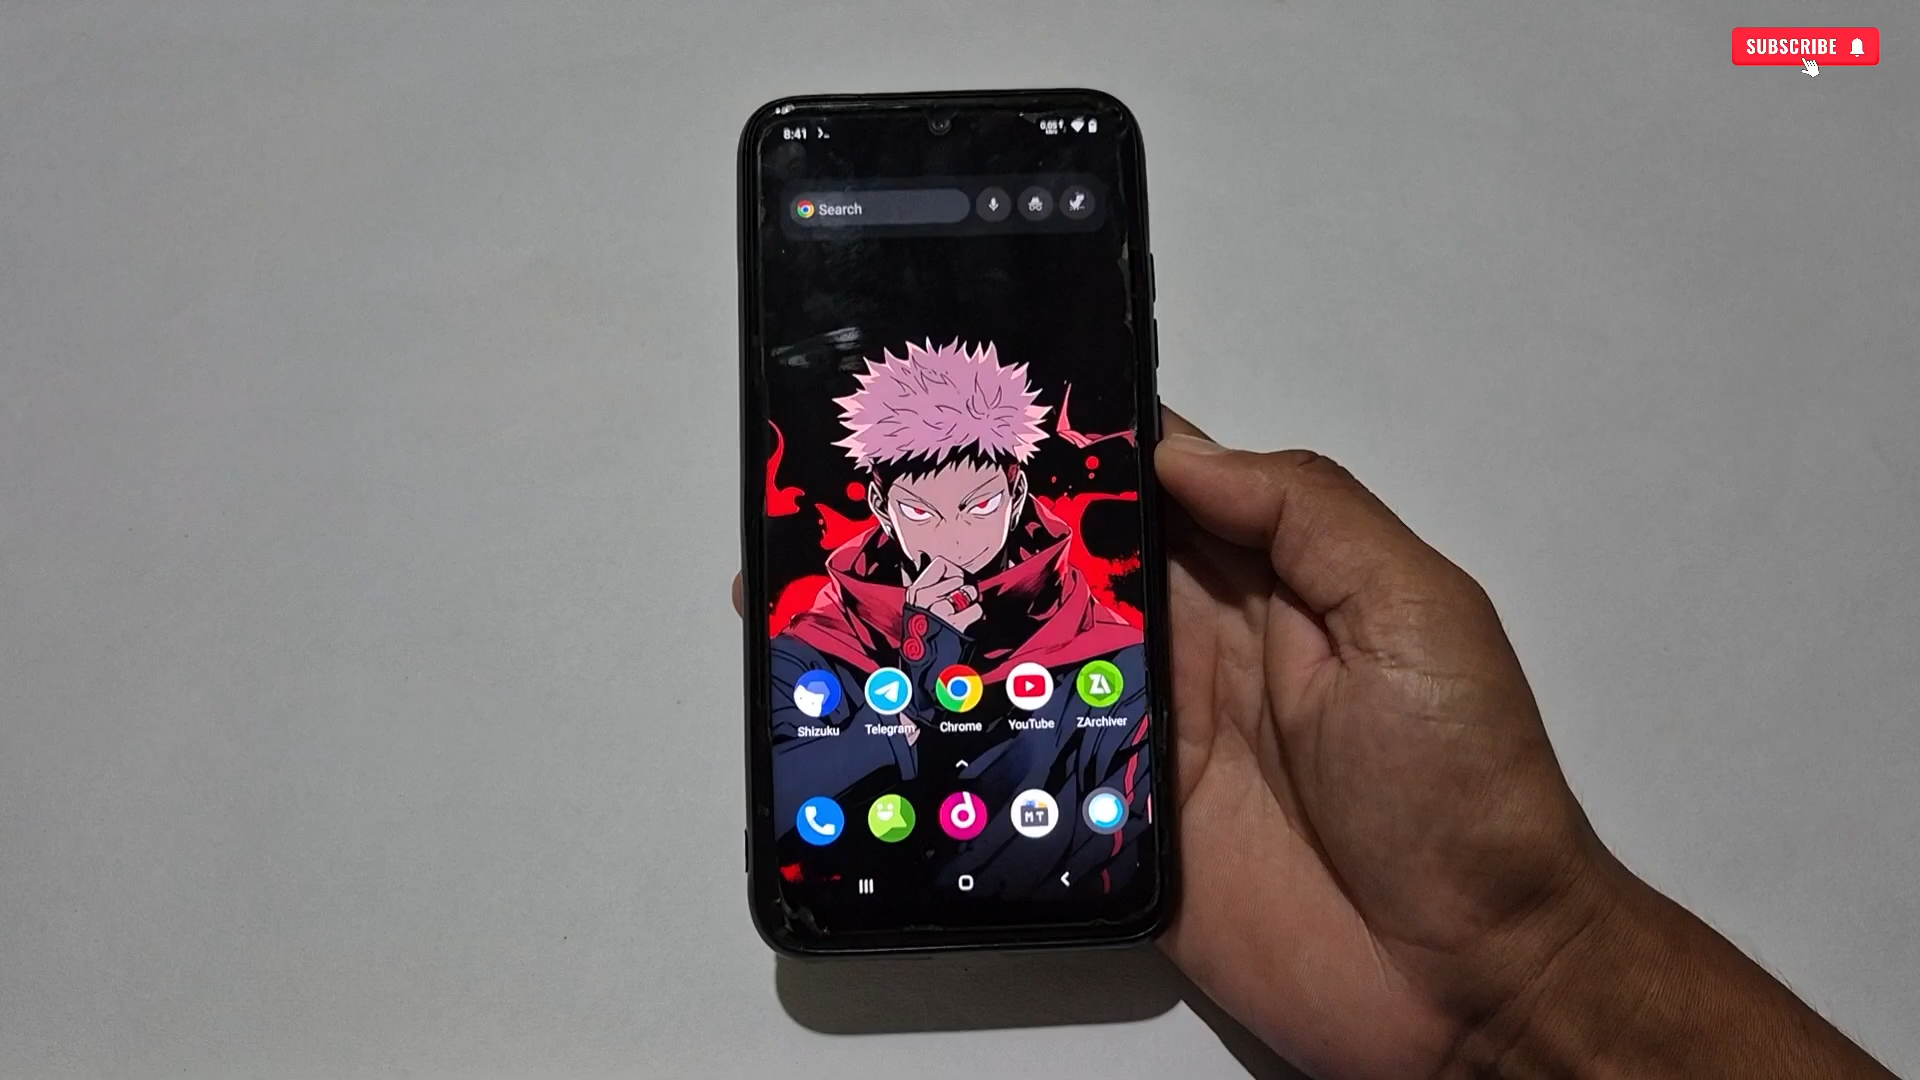 SUBSCRIBE
8:41
Search
Shizuku
Telegram
Chrome
YouTube
ZArchiver
MT